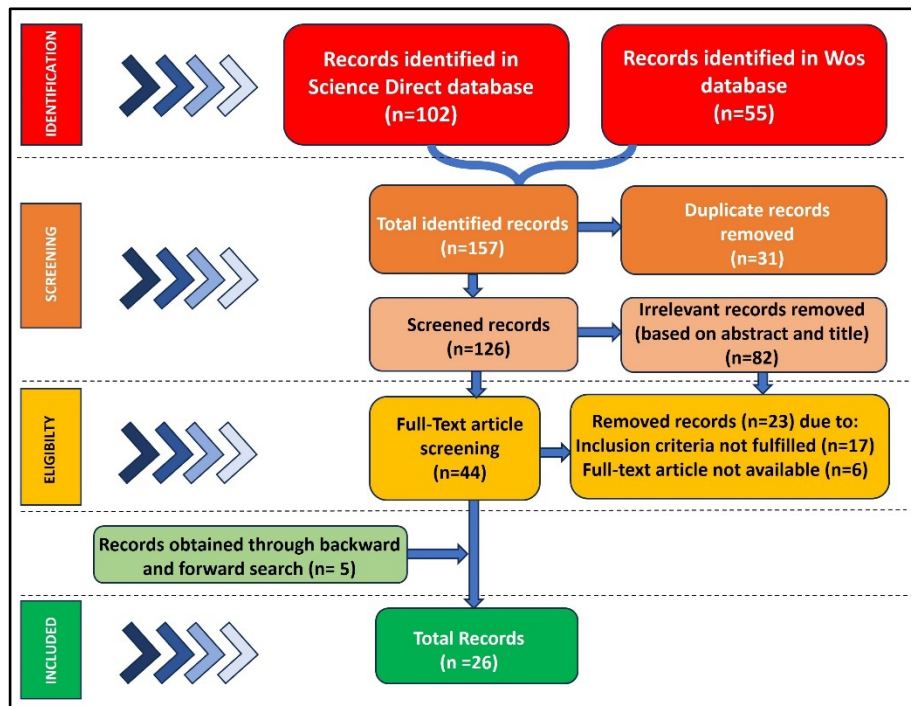 IDENTIFICATION
Records identified in
Science Direct database
(n=102)
Records identified in Wos
database
(n=55)
SCREENING
Total identified records
(n=157)
Duplicate records
removed
(n=31)
Screened records
(n=126)
Irrelevant records removed
(based on abstract and title)
(n=82)
ELIGIBILTY
Full-Text article
screening
(n=44)
Removed records (n=23) due to:
Inclusion criteria not fulfilled (n=17)
Full-text article not available (n=6)
Records obtained through backward
and forward search (n= 5)
INCLUDED
Total Records
(n =26)